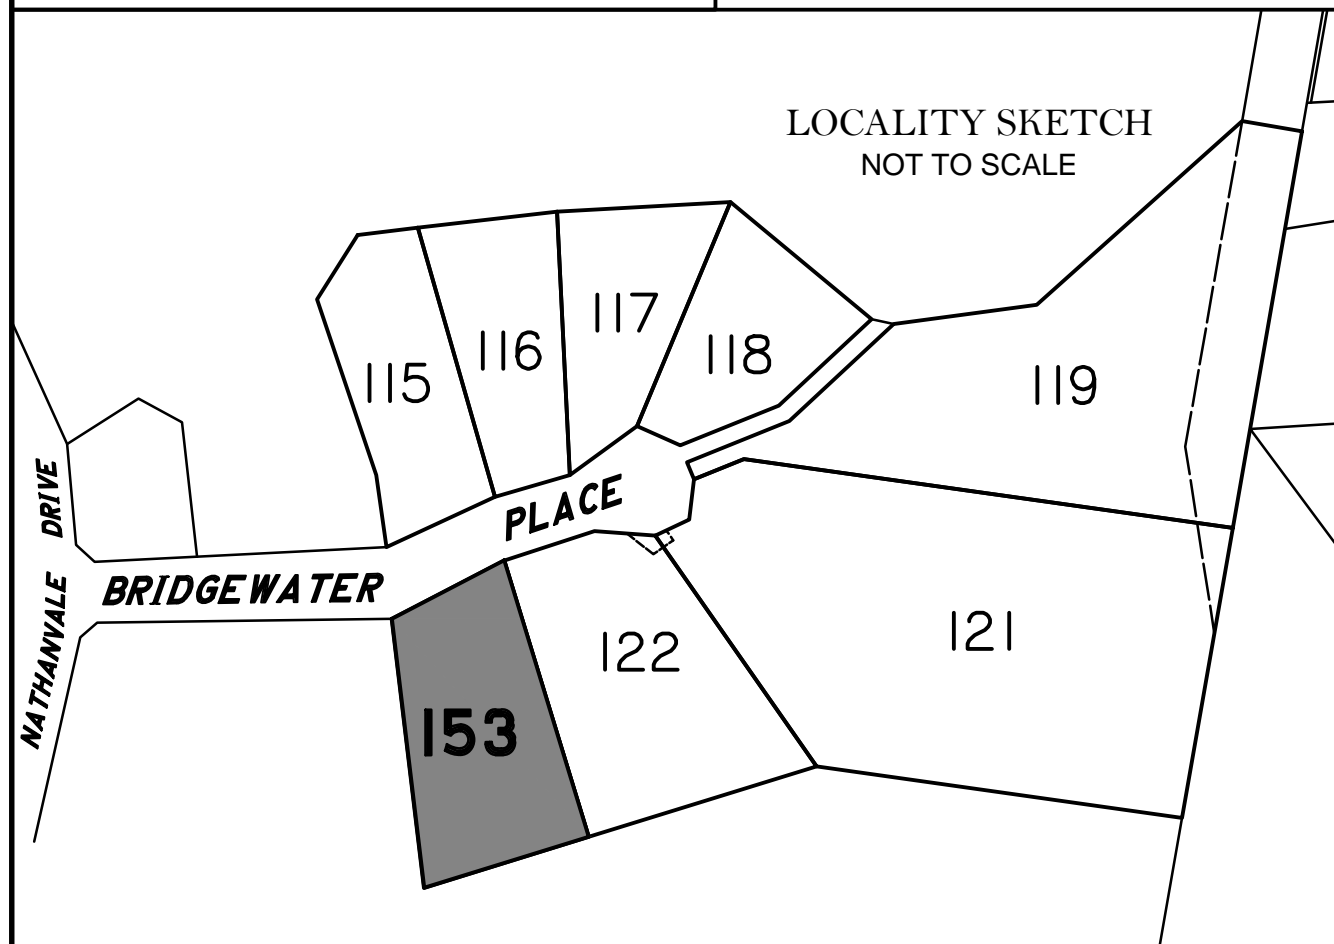 LOCALITY SKETCH
NOT TO SCALE
117
116
118
115
119
PLACE
NATHANVALE DRIVE
BRIDGEWATER
122
121
153